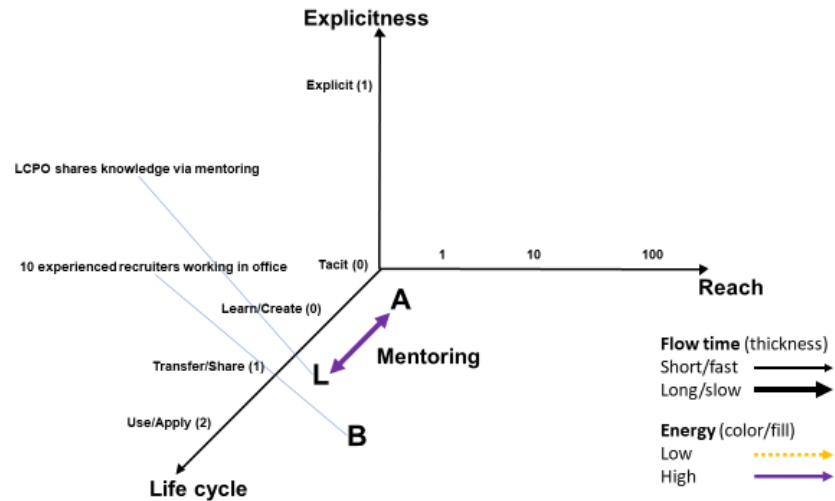 Explicitness
Explicit (1)
LCPO shares knowledge via mentoring
10 experienced recruiters working in office
Tacit (0)
1 10 100
Reach
Learn/Create (0)
A
Mentoring
Transfer/Share (1)
L
Use/Apply (2)
B
Life cycle
Flow time (thickness)
Short/fast
Long/slow
Energy (color/fill)
Low
High